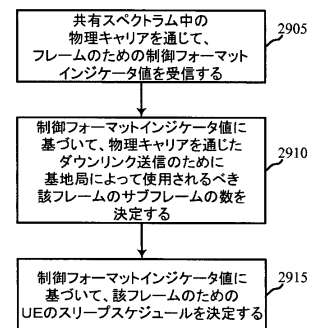 共有スペクトラム中の
物理キャリアを通じて、
フレームのための制御フォーマット
インジケータ値を受信する
2905
制御フォーマットインジケータ値に
基づいて、物理キャリアを通じた
ダウンリンク送信のために
基地局によって使用されるべき
該フレームのサブフレームの数を
決定する
2910
制御フォーマットインジケータ値に
基づいて、該フレームのための
UEのスリープスケジュールを決定する
2915